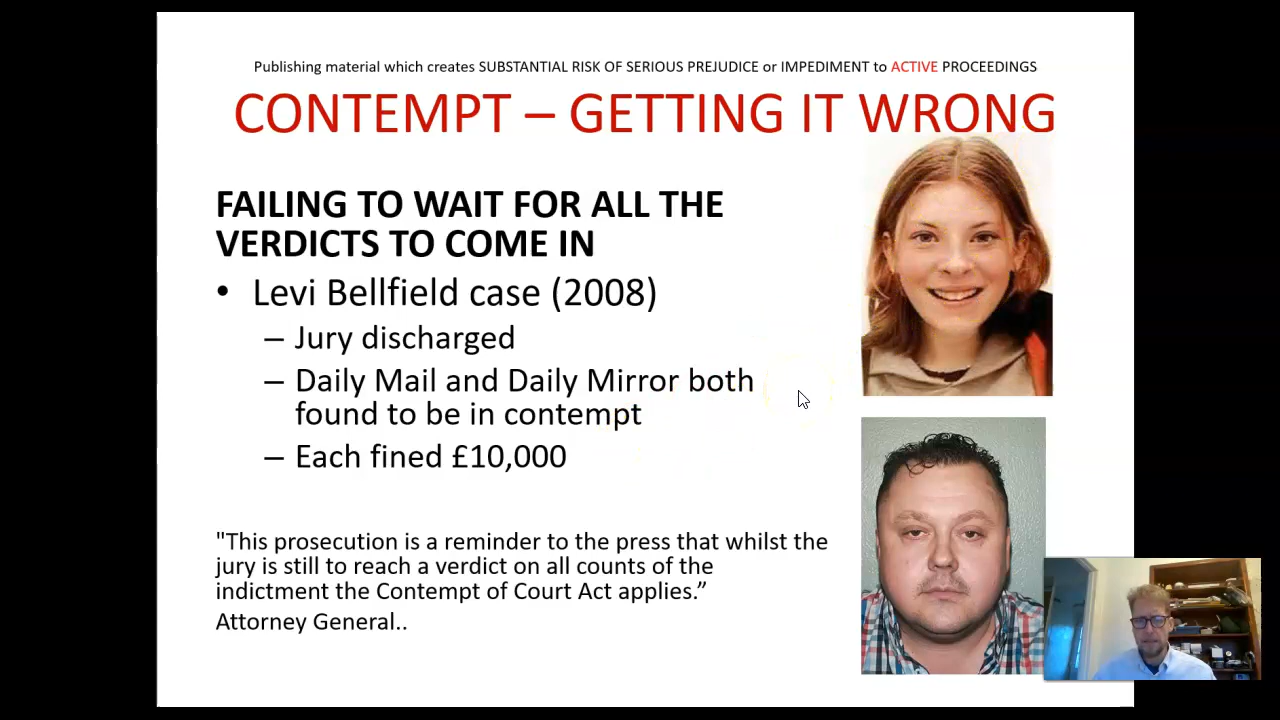 Publishing material which creates SUBSTANTIAL RISK OF SERIOUS PREJUDICE or IMPEDIMENT to ACTIVE PROCEEDINGS
CONTEMPT – GETTING IT WRONG
FAILING TO WAIT FOR ALL THE
VERDICTS TO COME IN
• Levi Bellfield case (2008)
– Jury discharged
– Daily Mail and Daily Mirror both
found to be in contempt
– Each fined £10,000
"This prosecution is a reminder to the press that whilst the
jury is still to reach a verdict on all counts of the
indictment the Contempt of Court Act applies.”
Attorney General..